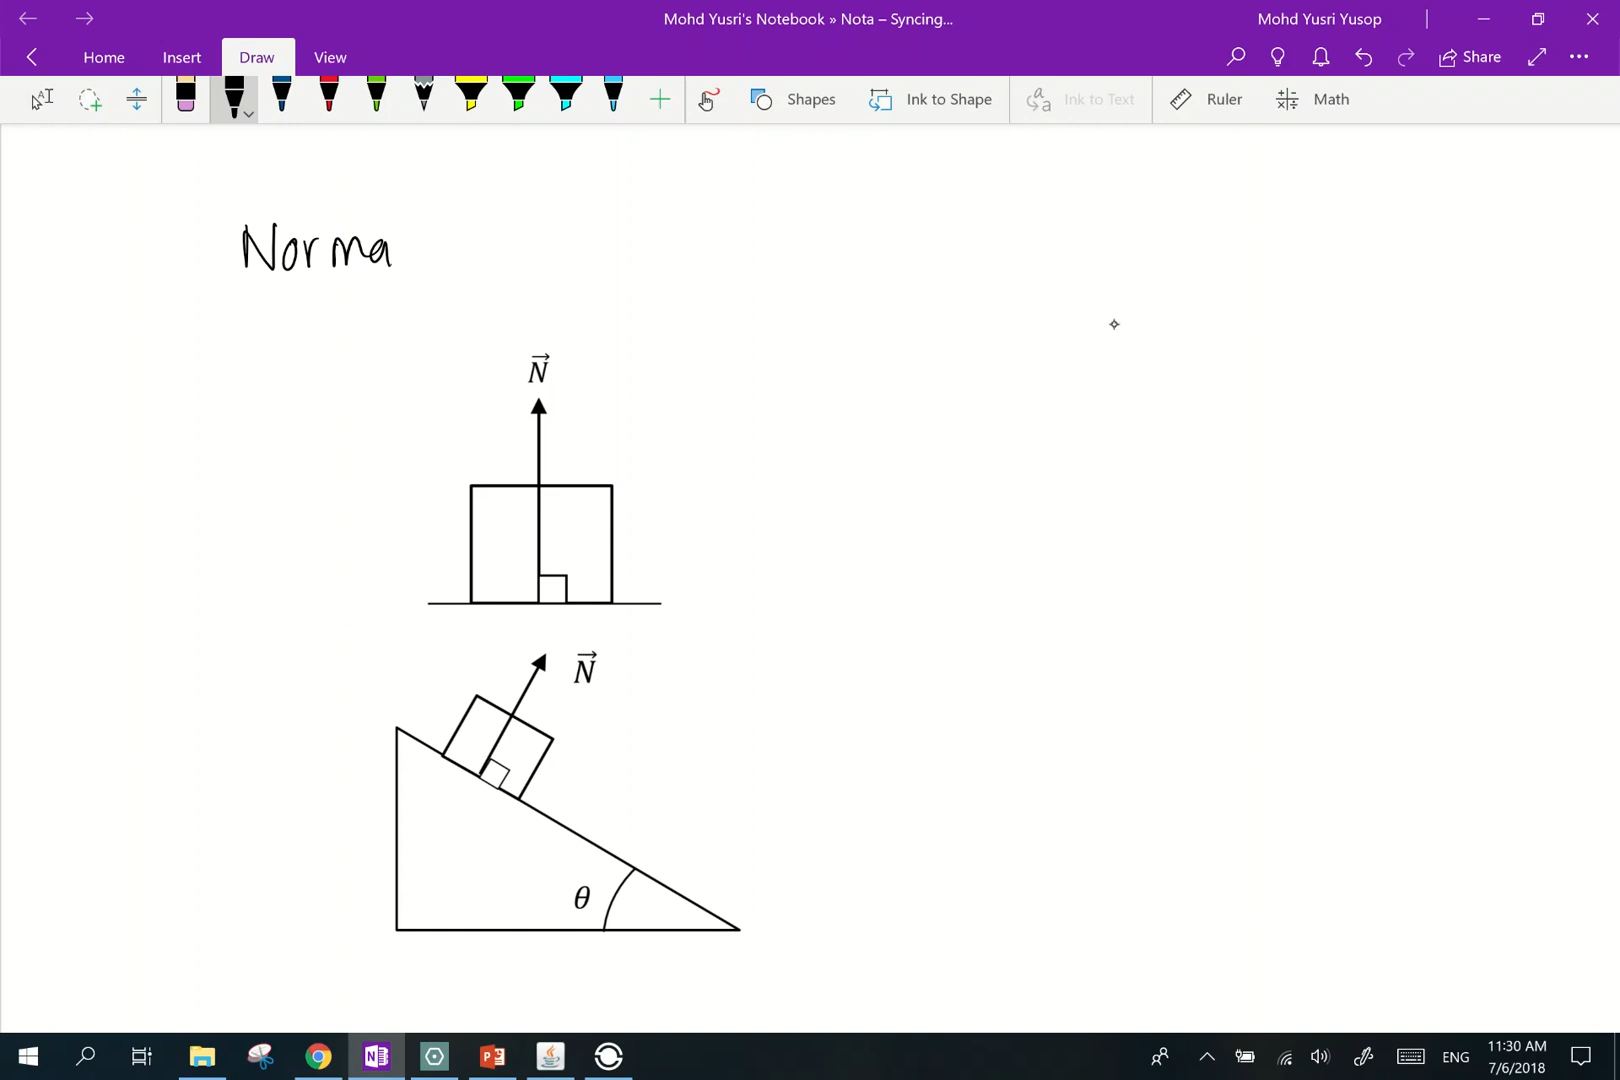 Mohd Yusri's Notebook » Nota – Syncing...
Mohd Yusri Yusop
Home Insert Draw View
Share
Shapes Ink to Shape Ink to Text Ruler Math
Norma
N⃗
N⃗
θ
ENG
11:30 AM
7/6/2018